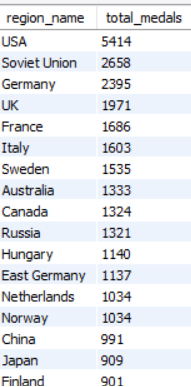 region_name total_medals
USA 5414
Soviet Union 2658
Germany 2395
UK 1971
France 1686
Italy 1603
Sweden 1535
Australia 1333
Canada 1324
Russia 1321
Hungary 1140
East Germany 1137
Netherlands 1034
Norway 1034
China 991
Japan 909
Finland 901